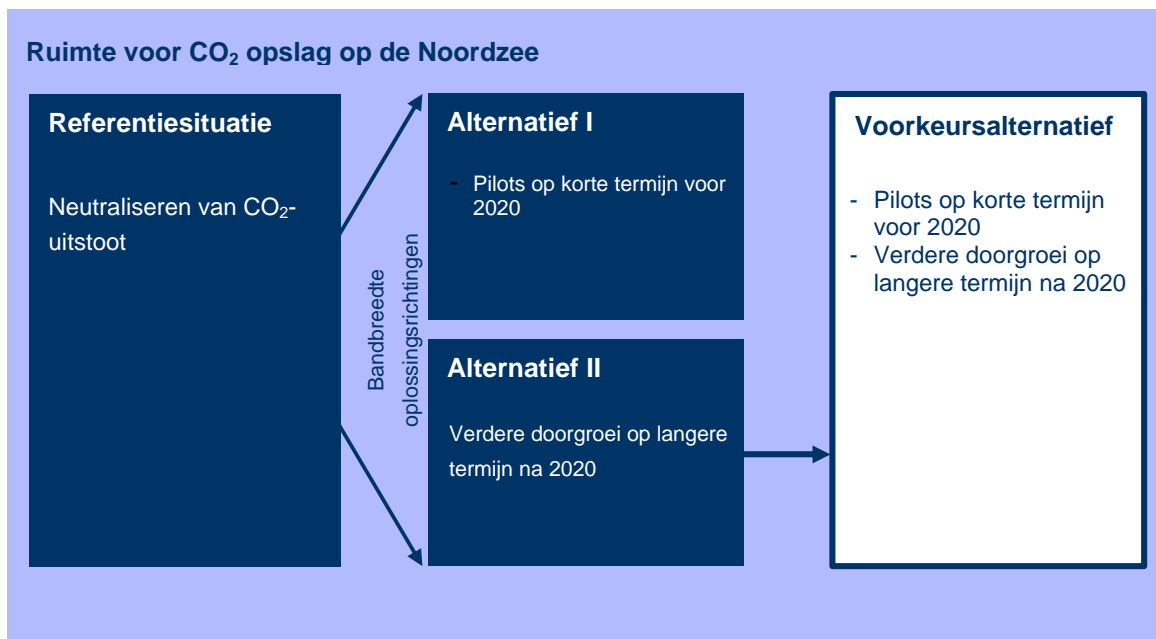 Ruimte voor CO₂ opslag op de Noordzee
Referentiesituatie
Neutraliseren van CO₂-
uitstoot
Bandbreedte
oplossingsrichtingen
Alternatief I
- Pilots op korte termijn voor
2020
Alternatief II
Verdere doorgroei op langere
termijn na 2020
Voorkeursalternatief
- Pilots op korte termijn
voor 2020
- Verdere doorgroei op
langere termijn na 2020